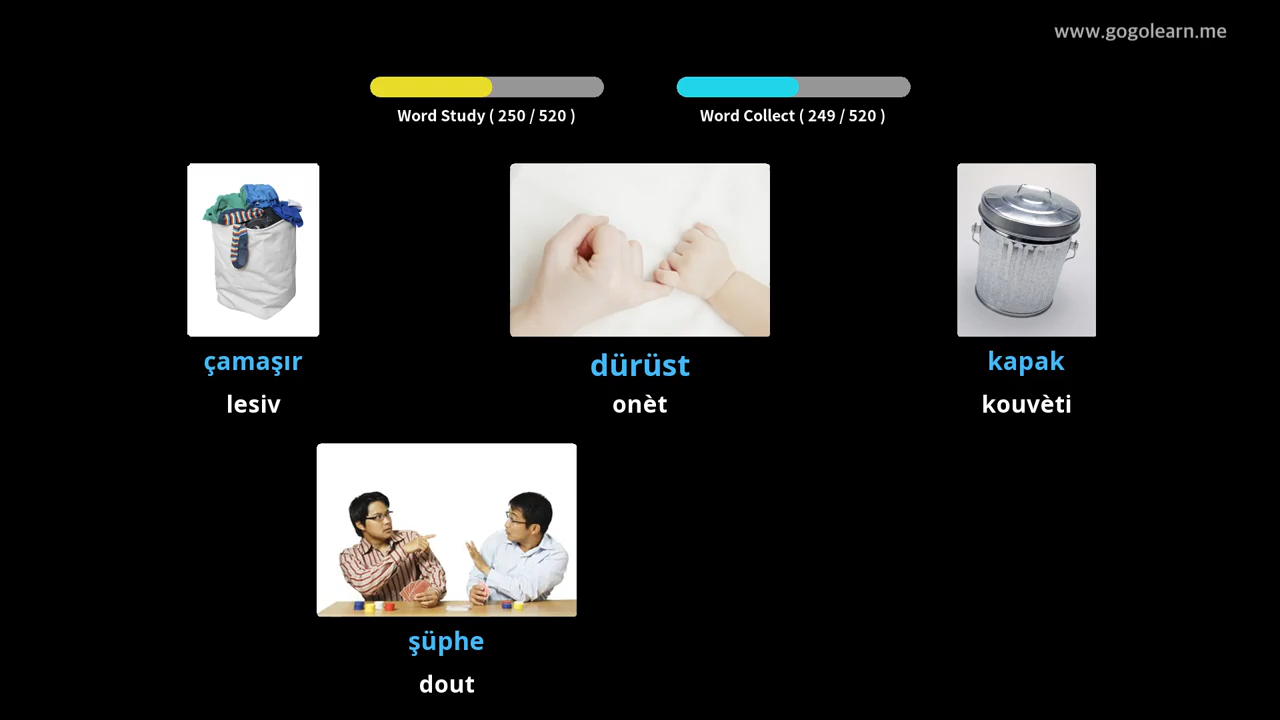 www.gogolearn.me
Word Study ( 250 / 520 )
Word Collect ( 249 / 520 )
çamaşır
lesiv
dürüst
onèt
kapak
kouvèti
şüphe
dout